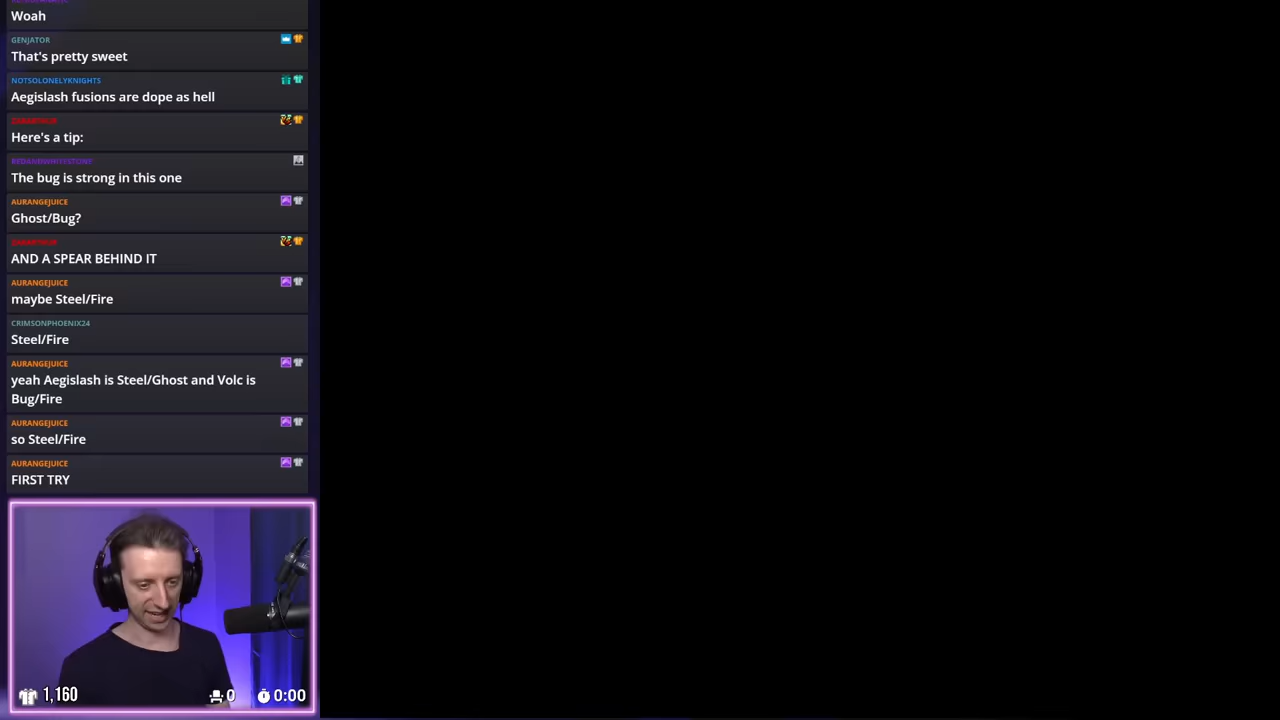 Woah
GENJATOR
That's pretty sweet
NOTSOLONELYKNIGHTS
Aegislash fusions are dope as hell
Here's a tip:
The bug is strong in this one
AURANGEJUICE
Ghost/Bug?
AND A SPEAR BEHIND IT
AURANGEJUICE
maybe Steel/Fire
CRIMSONPHOENIX24
Steel/Fire
AURANGEJUICE
yeah Aegislash is Steel/Ghost and Volc is
Bug/Fire
AURANGEJUICE
so Steel/Fire
AURANGEJUICE
FIRST TRY
1,160
0
0:00